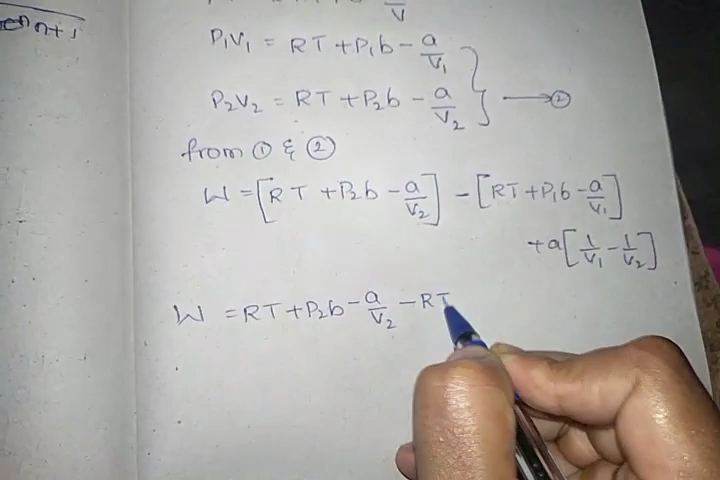 n+1
V
P₁V₁ = RT + P₁b - a/V₁
P₂V₂ = RT + P₂b - a/V₂ → ②
from ① & ②
W = [RT + P₂b - a/V₂] - [RT + P₁b - a/V₁]
+ a[1/V₁ - 1/V₂]
W = RT + P₂b - a/V₂ - RT